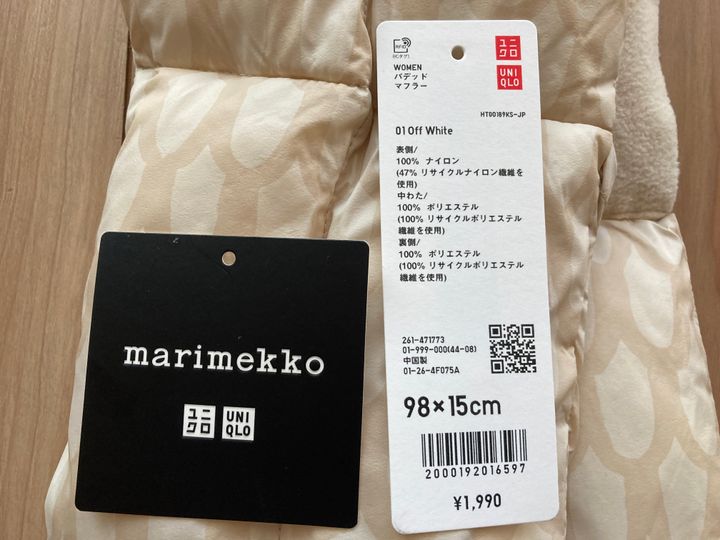 marimekko
ユニ
クロ
UNI
QLO
RFID
WOMEN
パデッド
マフラー
ユニ
クロ
UNI
QLO
HT00189KS-JP
01 Off White
表側/
100% ナイロン
(47% リサイクルナイロン繊維を
使用)
中わた/
100% ポリエステル
(100% リサイクルポリエステル
繊維を使用)
裏側/
100% ポリエステル
(100% リサイクルポリエステル
繊維を使用)
261-471773
01-999-000(44-08)
中国製
01-26-4F075A
98×15cm
2000192016597
¥1,990